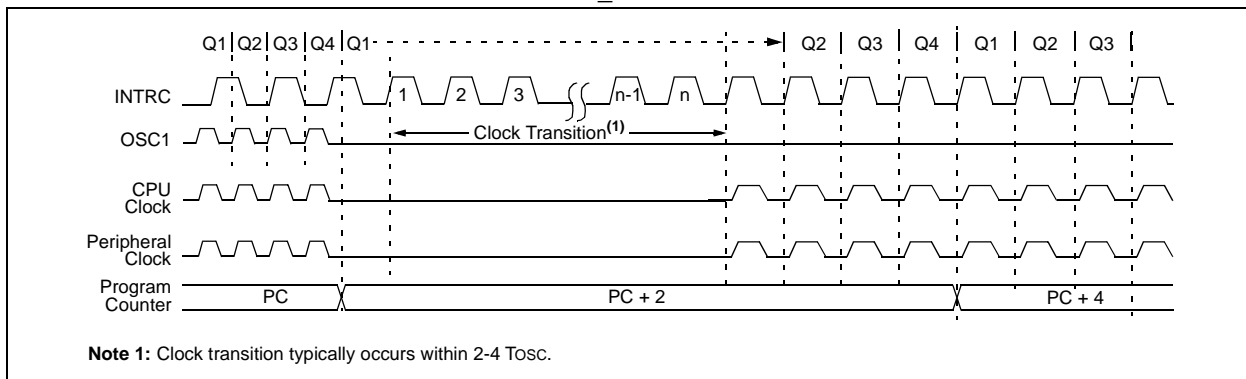 Q1 Q2 Q3 Q4 Q1 Q2 Q3 Q4 Q1 Q2 Q3
INTRC 1 2 3 n-1 n
OSC1 Clock Transition(1)
CPU
Clock
Peripheral
Clock
Program
Counter PC PC + 2 PC + 4
Note 1: Clock transition typically occurs within 2-4 TOSC.